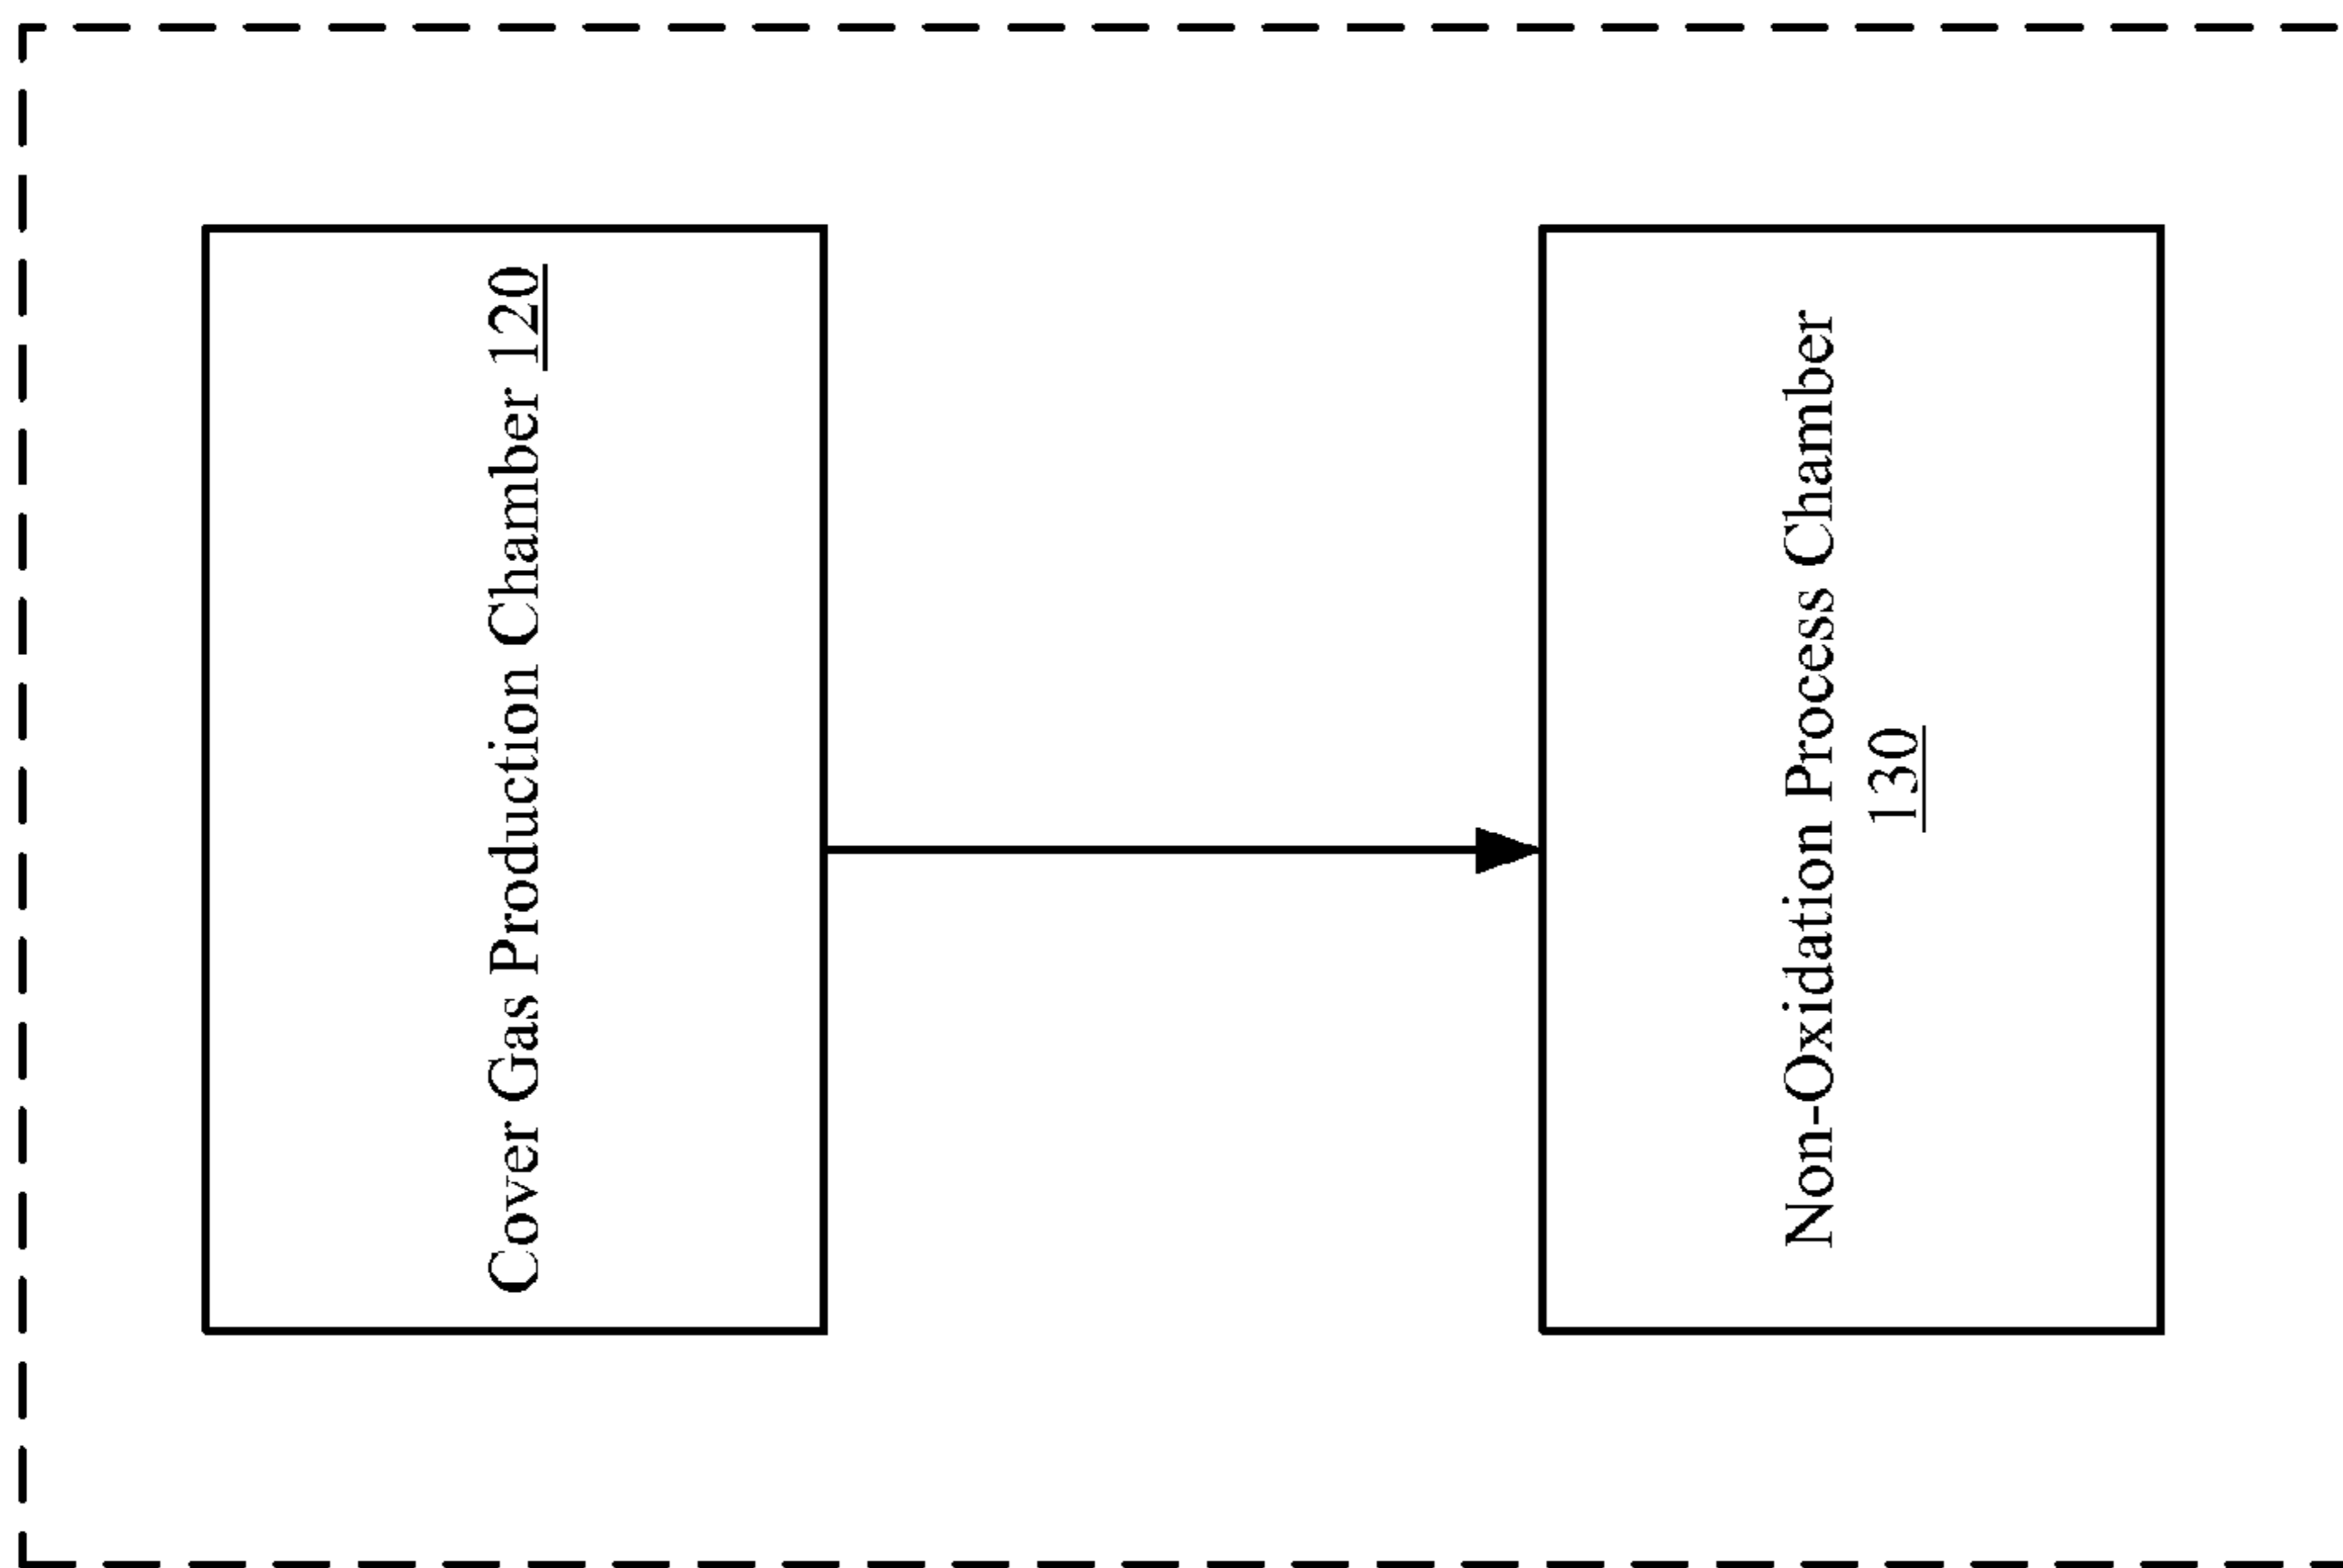 Cover Gas Production Chamber 120
Non-Oxidation Process Chamber
130